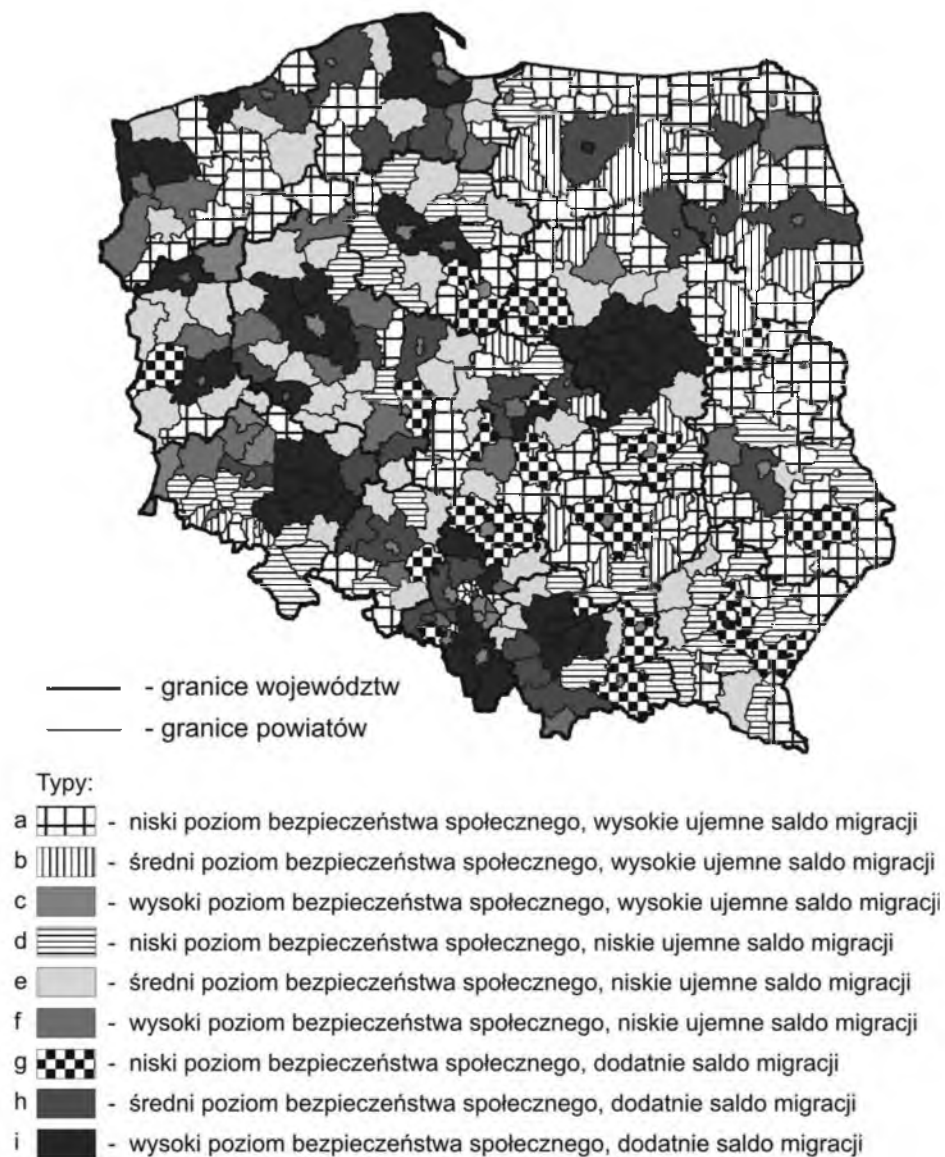 - granice województw
- granice powiatów
Typy:
a - niski poziom bezpieczeństwa społecznego, wysokie ujemne saldo migracji
b - średni poziom bezpieczeństwa społecznego, wysokie ujemne saldo migracji
c - wysoki poziom bezpieczeństwa społecznego, wysokie ujemne saldo migracji
d - niski poziom bezpieczeństwa społecznego, niskie ujemne saldo migracji
e - średni poziom bezpieczeństwa społecznego, niskie ujemne saldo migracji
f - wysoki poziom bezpieczeństwa społecznego, niskie ujemne saldo migracji
g - niski poziom bezpieczeństwa społecznego, dodatnie saldo migracji
h - średni poziom bezpieczeństwa społecznego, dodatnie saldo migracji
i - wysoki poziom bezpieczeństwa społecznego, dodatnie saldo migracji